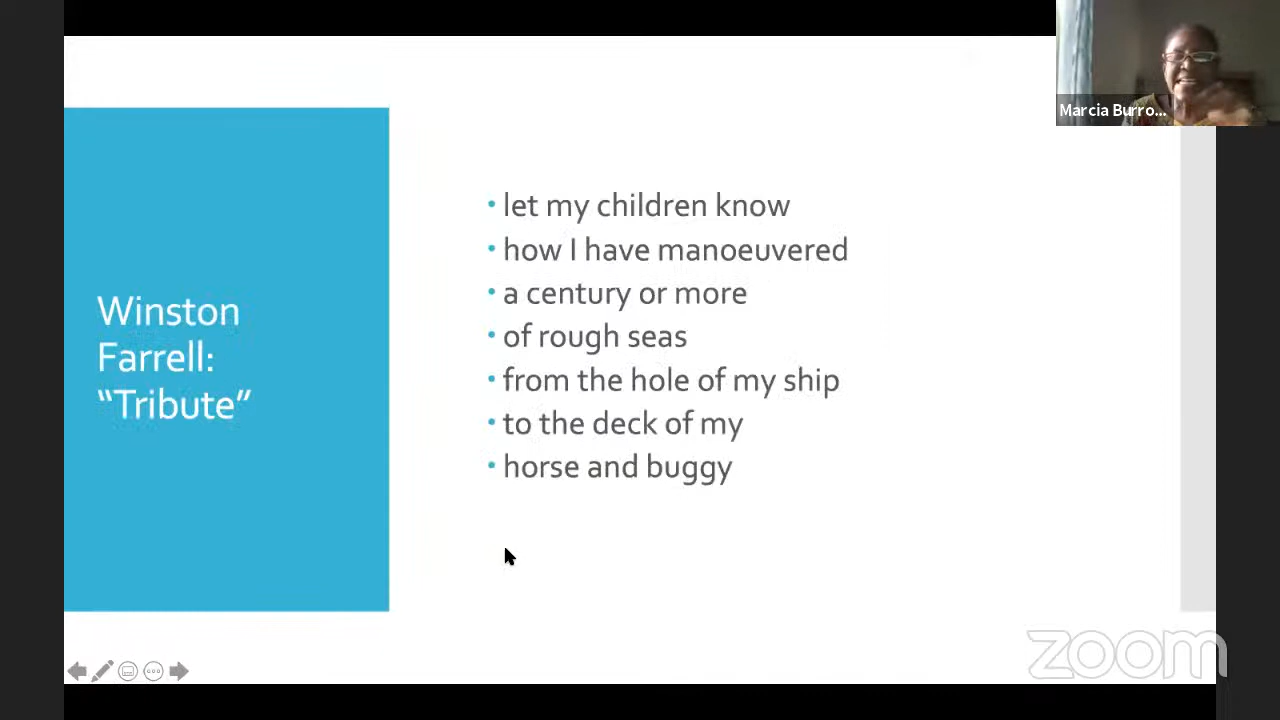 Marcia Burro...
Winston
Farrell:
“Tribute”
• let my children know
• how I have manoeuvered
• a century or more
• of rough seas
• from the hole of my ship
• to the deck of my
• horse and buggy
zoom